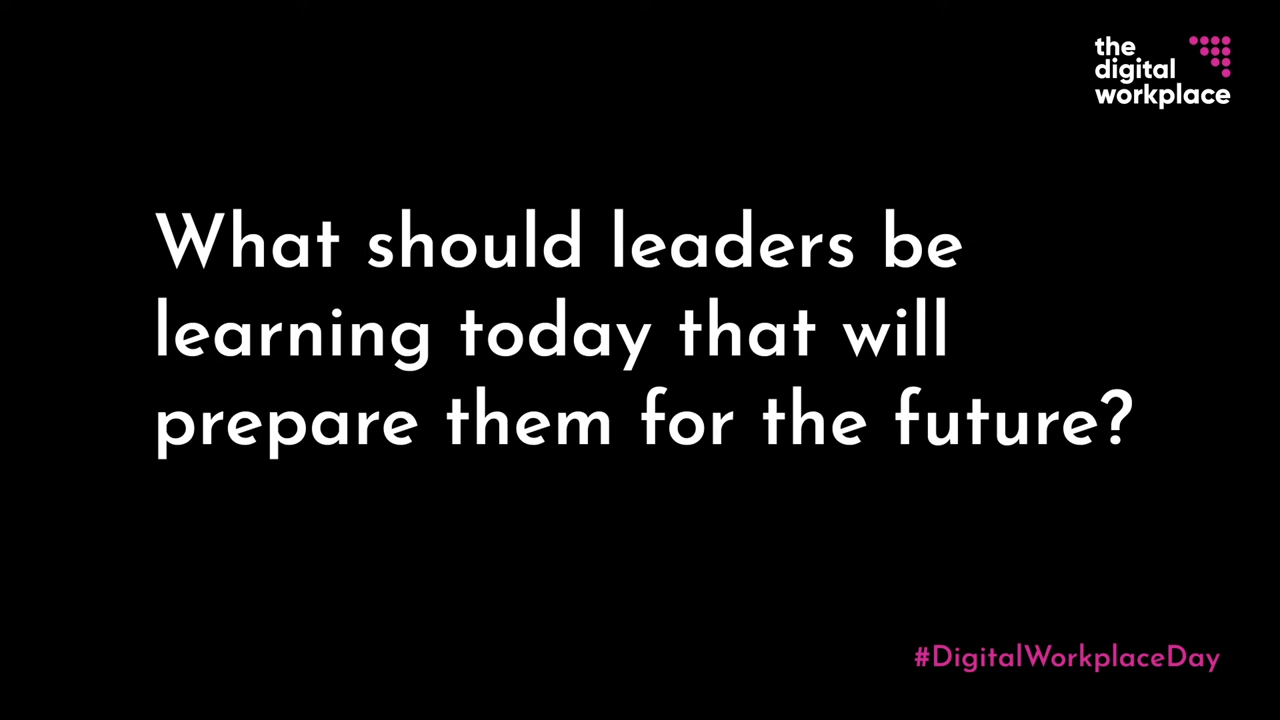 the
digital
workplace
What should leaders be
learning today that will
prepare them for the future?
#DigitalWorkplaceDay